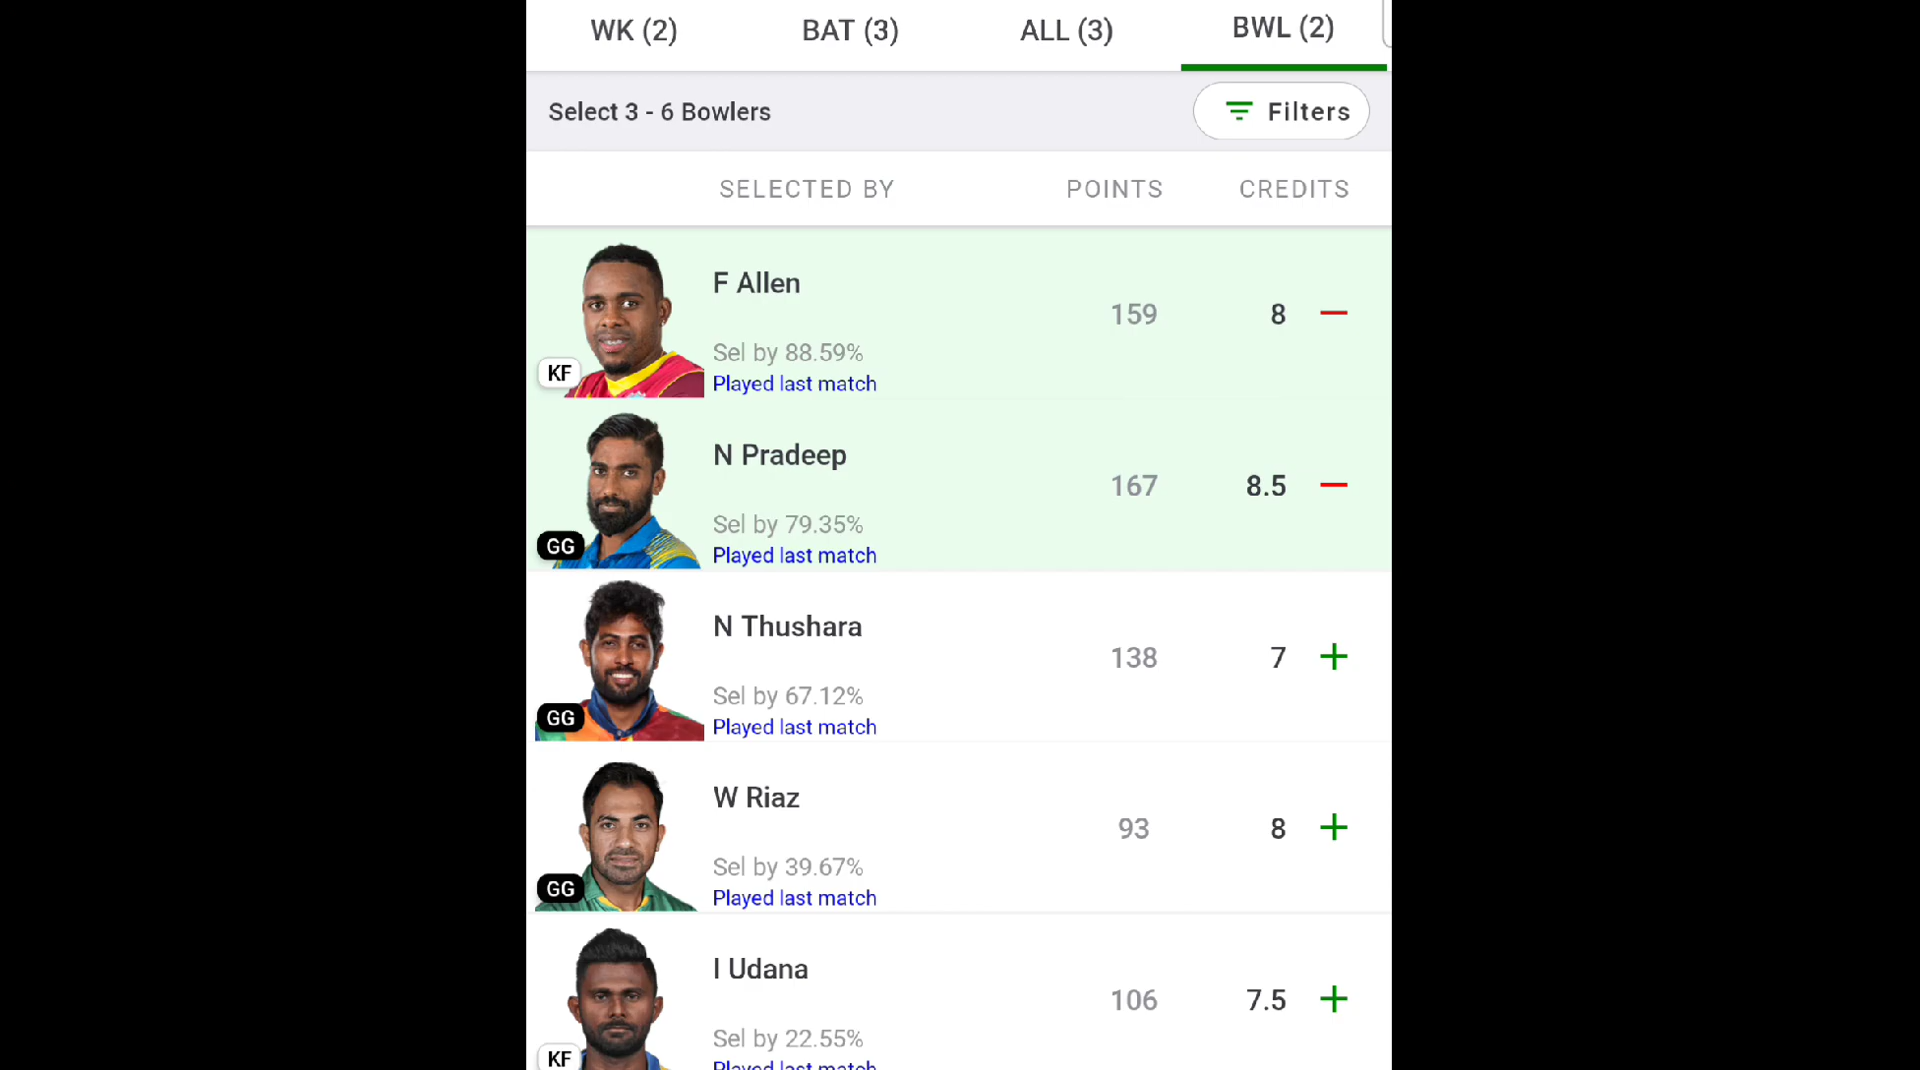 WK (2) BAT (3) ALL (3) BWL (2)
Select 3 - 6 Bowlers Filters
SELECTED BY POINTS CREDITS
F Allen
159 8
Sel by 88.59%
KF
Played last match
N Pradeep
167 8.5
Sel by 79.35%
GG
Played last match
N Thushara
138 7
Sel by 67.12%
GG
Played last match
W Riaz
93 8
Sel by 39.67%
GG
Played last match
I Udana
106 7.5
Sel by 22.55%
KF
Played last match